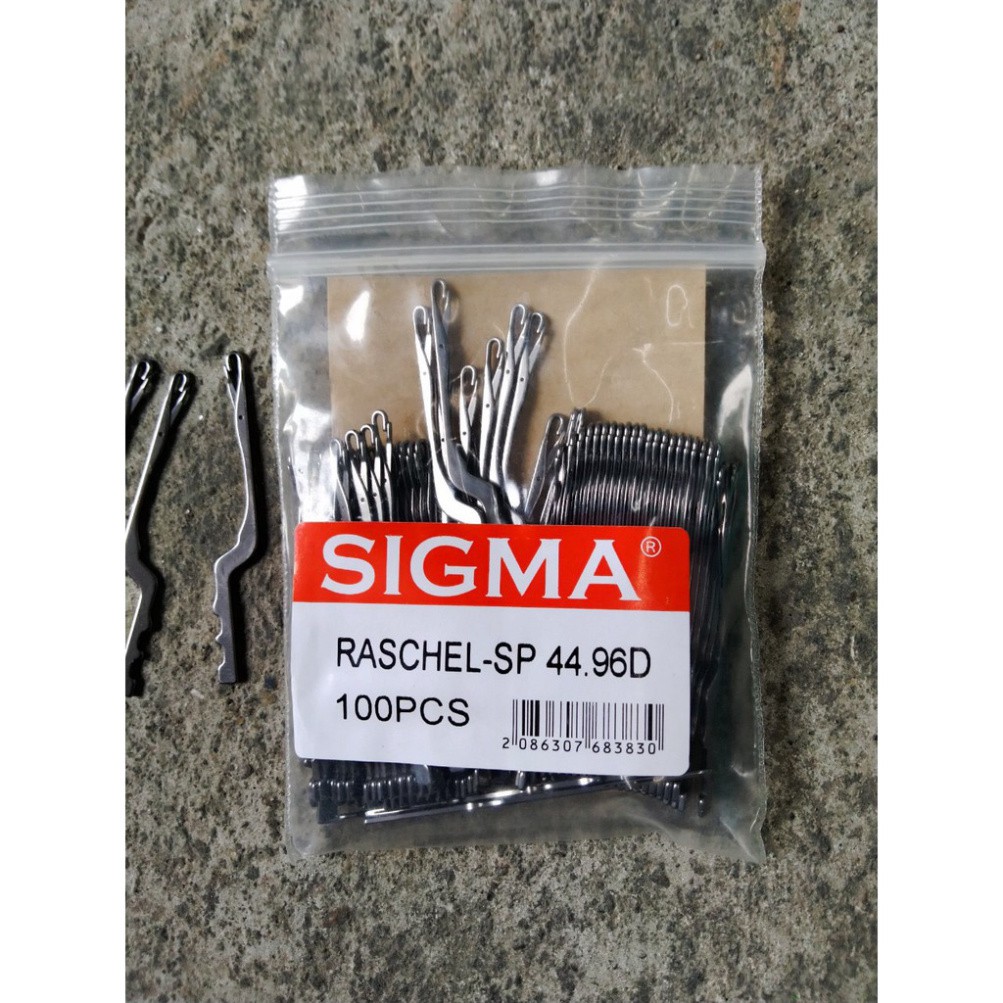 SIGMA®
RASCHEL-SP 44.96D
100PCS
2 086307 683830